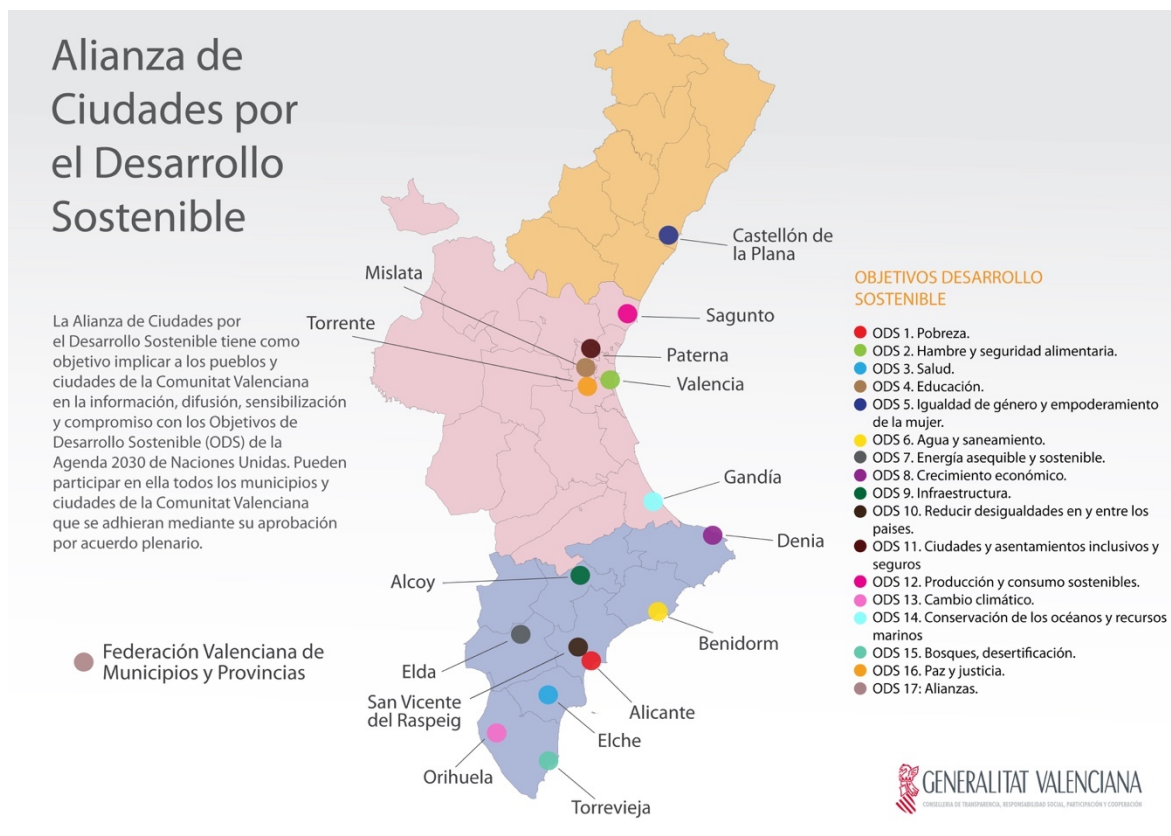 Alianza de
Ciudades por
el Desarrollo
Sostenible
La Alianza de Ciudades por
el Desarrollo Sostenible tiene como
objetivo implicar a los pueblos y
ciudades de la Comunitat Valenciana
en la información, difusión, sensibilización
y compromiso con los Objetivos de
Desarrollo Sostenible (ODS) de la
Agenda 2030 de Naciones Unidas. Pueden
participar en ella todos los municipios y
ciudades de la Comunitat Valenciana
que se adhieran mediante su aprobación
por acuerdo plenario.
Federación Valenciana de
Municipios y Provincias
Castellón de
la Plana
Mislata
Sagunto
Torrente
Paterna
Valencia
Gandía
Denia
Alcoy
Benidorm
Elda
San Vicente
del Raspeig
Alicante
Elche
Orihuela
Torrevieja
OBJETIVOS DESARROLLO
SOSTENIBLE
ODS 1. Pobreza.
ODS 2. Hambre y seguridad alimentaria.
ODS 3. Salud.
ODS 4. Educación.
ODS 5. Igualdad de género y empoderamiento
de la mujer.
ODS 6. Agua y saneamiento.
ODS 7. Energía asequible y sostenible.
ODS 8. Crecimiento económico.
ODS 9. Infraestructura.
ODS 10. Reducir desigualdades en y entre los
paises.
ODS 11. Ciudades y asentamientos inclusivos y
seguros
ODS 12. Producción y consumo sostenibles.
ODS 13. Cambio climático.
ODS 14. Conservación de los océanos y recursos
marinos
ODS 15. Bosques, desertificación.
ODS 16. Paz y justicia.
ODS 17: Alianzas.
GENERALITAT VALENCIANA
CONSELLERIA DE TRANSPARENCIA, RESPONSABILIDAD SOCIAL, PARTICIPACIÓN Y COOPERACIÓN